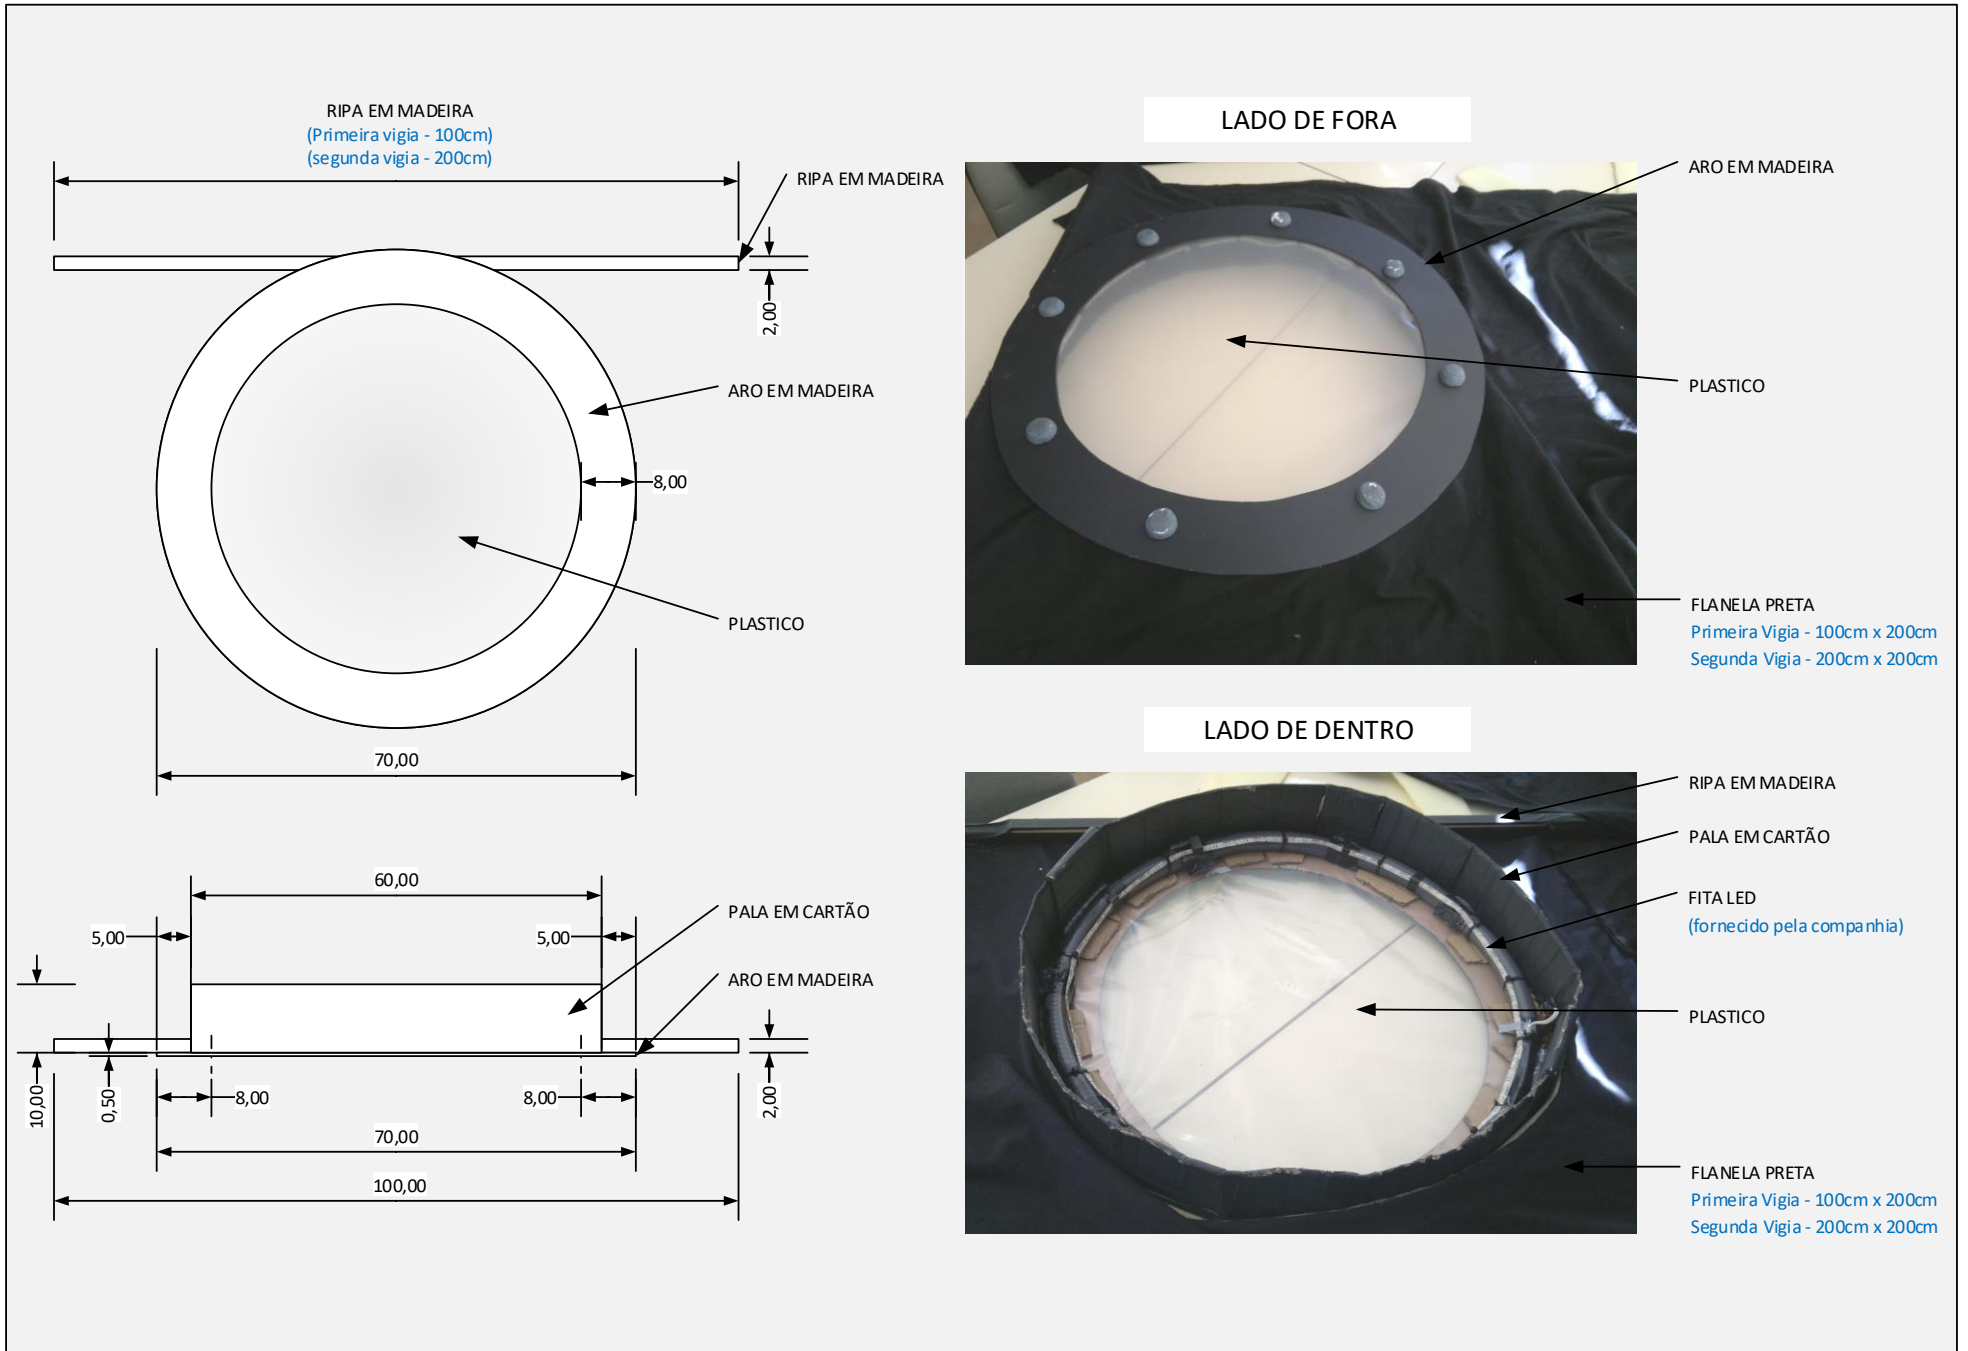 RIPA EM MADEIRA
(Primeira vigia - 100cm)
(segunda vigia - 200cm)
RIPA EM MADEIRA
2,00
ARO EM MADEIRA
8,00
PLASTICO
70,00
60,00
5,00
5,00
PALA EM CARTÃO
ARO EM MADEIRA
10,00
0,50
8,00
8,00
2,00
70,00
100,00
LADO DE FORA
ARO EM MADEIRA
PLASTICO
FLANELA PRETA
Primeira Vigia - 100cm x 200cm
Segunda Vigia - 200cm x 200cm
LADO DE DENTRO
RIPA EM MADEIRA
PALA EM CARTÃO
FITA LED
(fornecido pela companhia)
PLASTICO
FLANELA PRETA
Primeira Vigia - 100cm x 200cm
Segunda Vigia - 200cm x 200cm